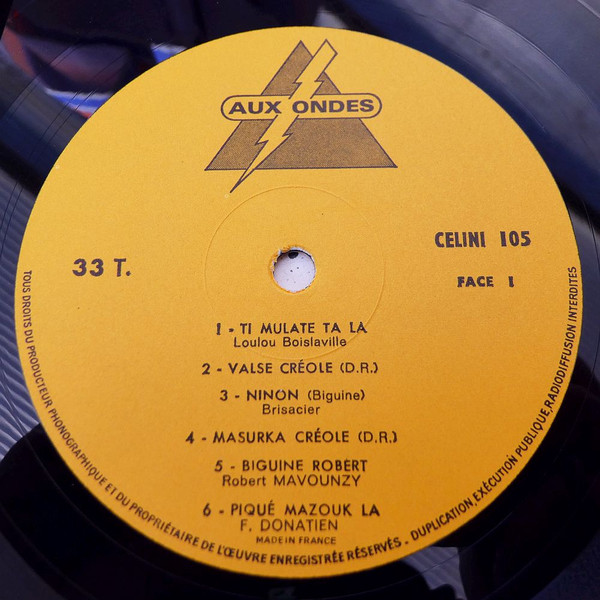 AUX ONDES
33 T.
CELINI 105
FACE 1
1 - TI MULATE TA LA
Loulou Boislaville
2 - VALSE CRÉOLE (D.R.)
3 - NINON (Biguine)
Brisacier
4 - MASURKA CRÉOLE (D.R.)
5 - BIGUINE ROBERT
Robert MAVOUNZY
6 - PIQUÉ MAZOUK LA
F. DONATIEN
MADE IN FRANCE
TOUS DROITS DU PRODUCTEUR PHONOGRAPHIQUE ET DU PROPRIÉTAIRE DE L'ŒUVRE ENREGISTRÉE RÉSERVÉS - DUPLICATION, EXÉCUTION PUBLIQUE, RADIODIFFUSION INTERDITES